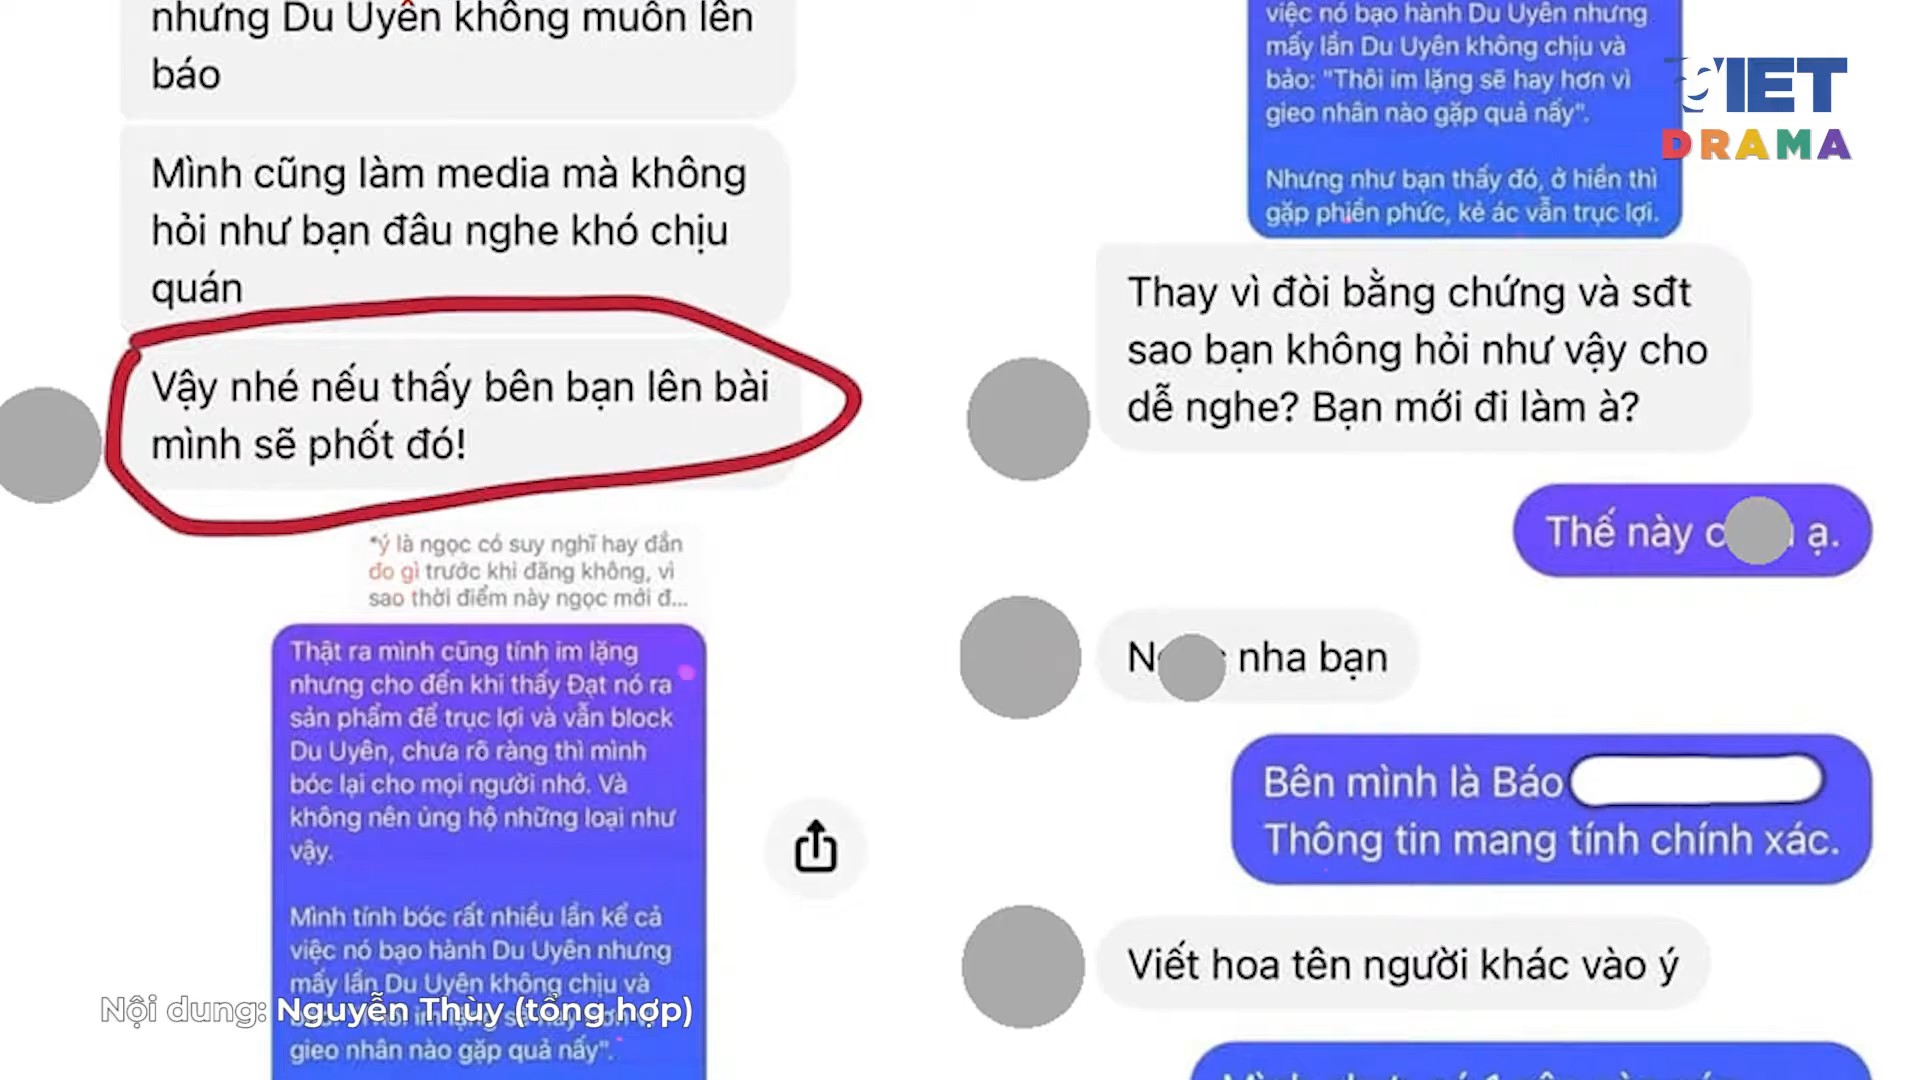 nhưng Du Uyên không muốn lên
báo
Mình cũng làm media mà không
hỏi như bạn đâu nghe khó chịu
quán
Vậy nhé nếu thấy bên bạn lên bài
mình sẽ phốt đó!
*ý là ngọc có suy nghĩ hay đắn
đo gì trước khi đăng không, vì
sao thời điểm này ngọc mới đ...
Thật ra mình cũng tính im lặng
nhưng cho đến khi thấy Đạt nó ra
sản phẩm để trục lợi và vẫn block
Du Uyên, chưa rõ ràng thì mình
bóc lại cho mọi người nhớ. Và
không nên ủng hộ những loại như
vậy.
Mình tính bóc rất nhiều lần kể cả
việc nó bạo hành Du Uyên nhưng
mấy lần Du Uyên không chịu và
gieo nhân nào gặp quả nấy".
Nội dung: Nguyễn Thùy (tổng hợp)
việc nó bạo hành Du Uyên nhưng
mấy lần Du Uyên không chịu và
bảo: "Thôi im lặng sẽ hay hơn vì
gieo nhân nào gặp quả nấy".
Nhưng như bạn thấy đó, ở hiền thì
gặp phiền phức, kẻ ác vẫn trục lợi.
Thay vì đòi bằng chứng và sđt
sao bạn không hỏi như vậy cho
dễ nghe? Bạn mới đi làm à?
Thế này ạ.
nha bạn
Bên mình là Báo
Thông tin mang tính chính xác.
Viết hoa tên người khác vào ý
VIET
DRAMA